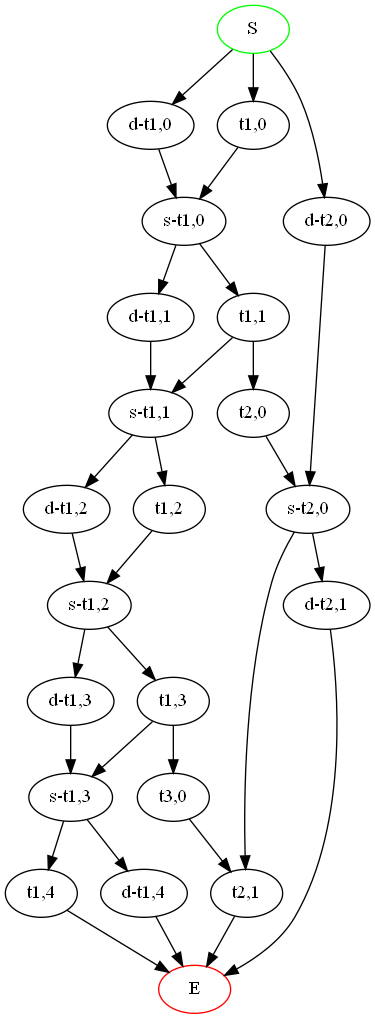 S
d-t1,0 t1,0
s-t1,0 d-t2,0
d-t1,1 t1,1
s-t1,1 t2,0
d-t1,2 t1,2 s-t2,0
s-t1,2 d-t2,1
d-t1,3 t1,3
s-t1,3 t3,0
t1,4 d-t1,4 t2,1
E